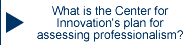 What is the Center for
Innovation's plan for
assessing professionalism?